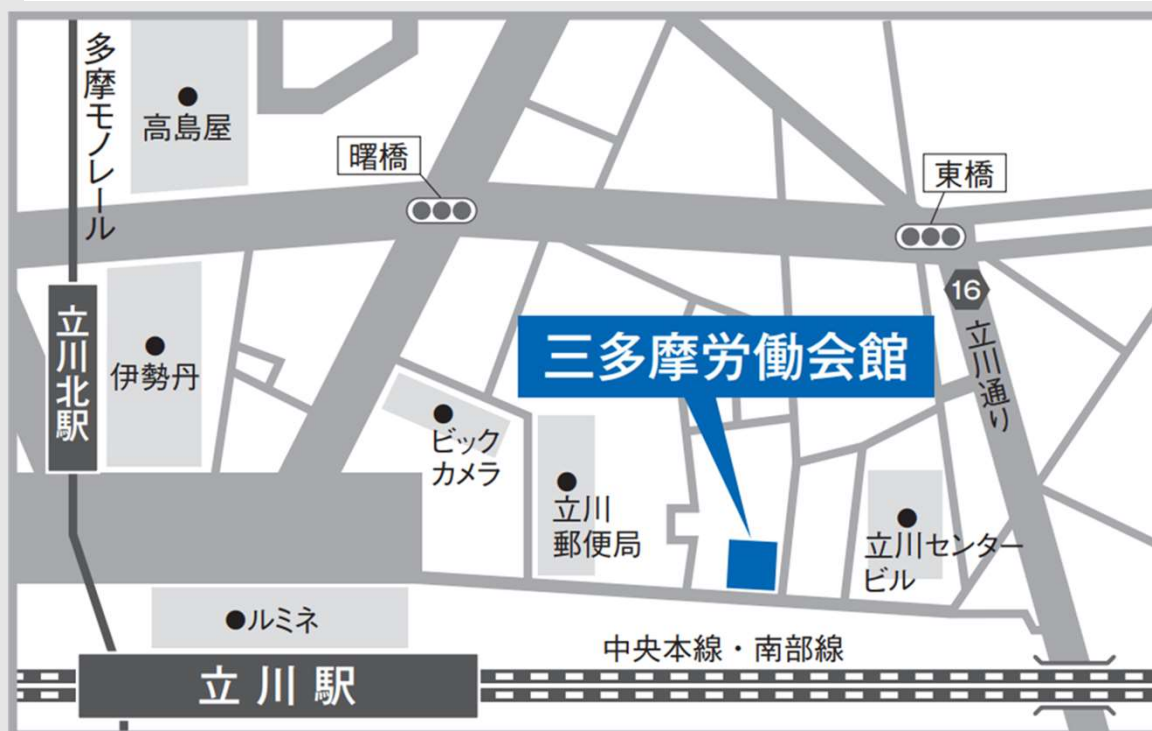 多摩モノレール
高島屋
曙橋
東橋
16
立川通り
立川北駅
伊勢丹
三多摩労働会館
ビック
カメラ
立川
郵便局
立川センター
ビル
ルミネ
中央本線・南部線
立川駅